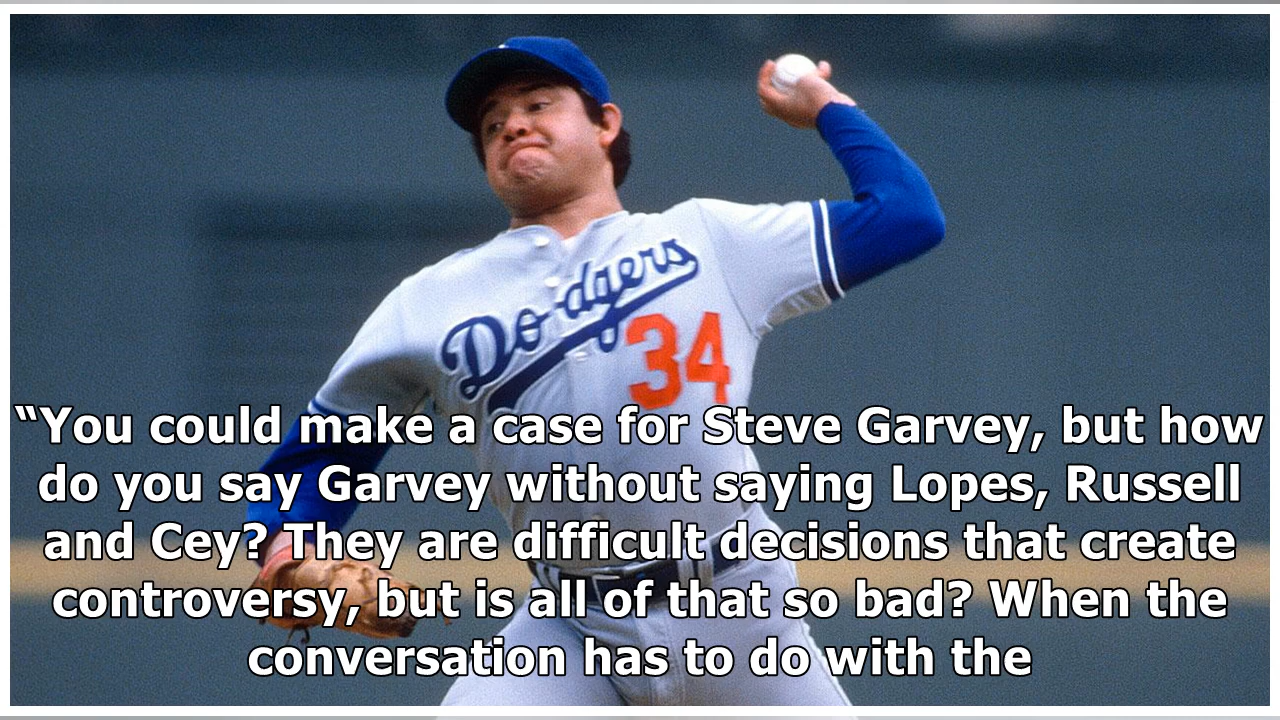 Dodgers
34
“You could make a case for Steve Garvey, but how
do you say Garvey without saying Lopes, Russell
and Cey? They are difficult decisions that create
controversy, but is all of that so bad? When the
conversation has to do with the